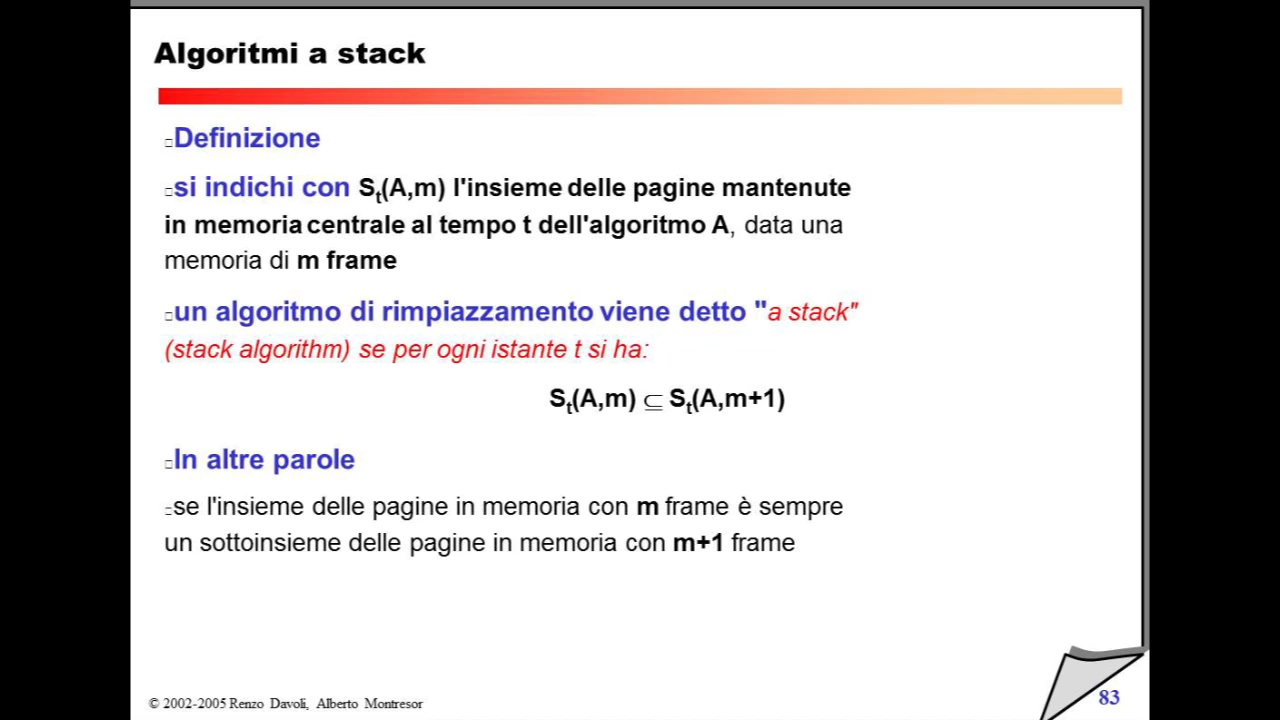 Algoritmi a stack
Definizione
si indichi con St(A,m) l'insieme delle pagine mantenute
in memoria centrale al tempo t dell'algoritmo A, data una
memoria di m frame
un algoritmo di rimpiazzamento viene detto "a stack"
(stack algorithm) se per ogni istante t si ha:
St(A,m) ⊆ St(A,m+1)
In altre parole
se l'insieme delle pagine in memoria con m frame è sempre
un sottoinsieme delle pagine in memoria con m+1 frame
© 2002-2005 Renzo Davoli, Alberto Montresor
83